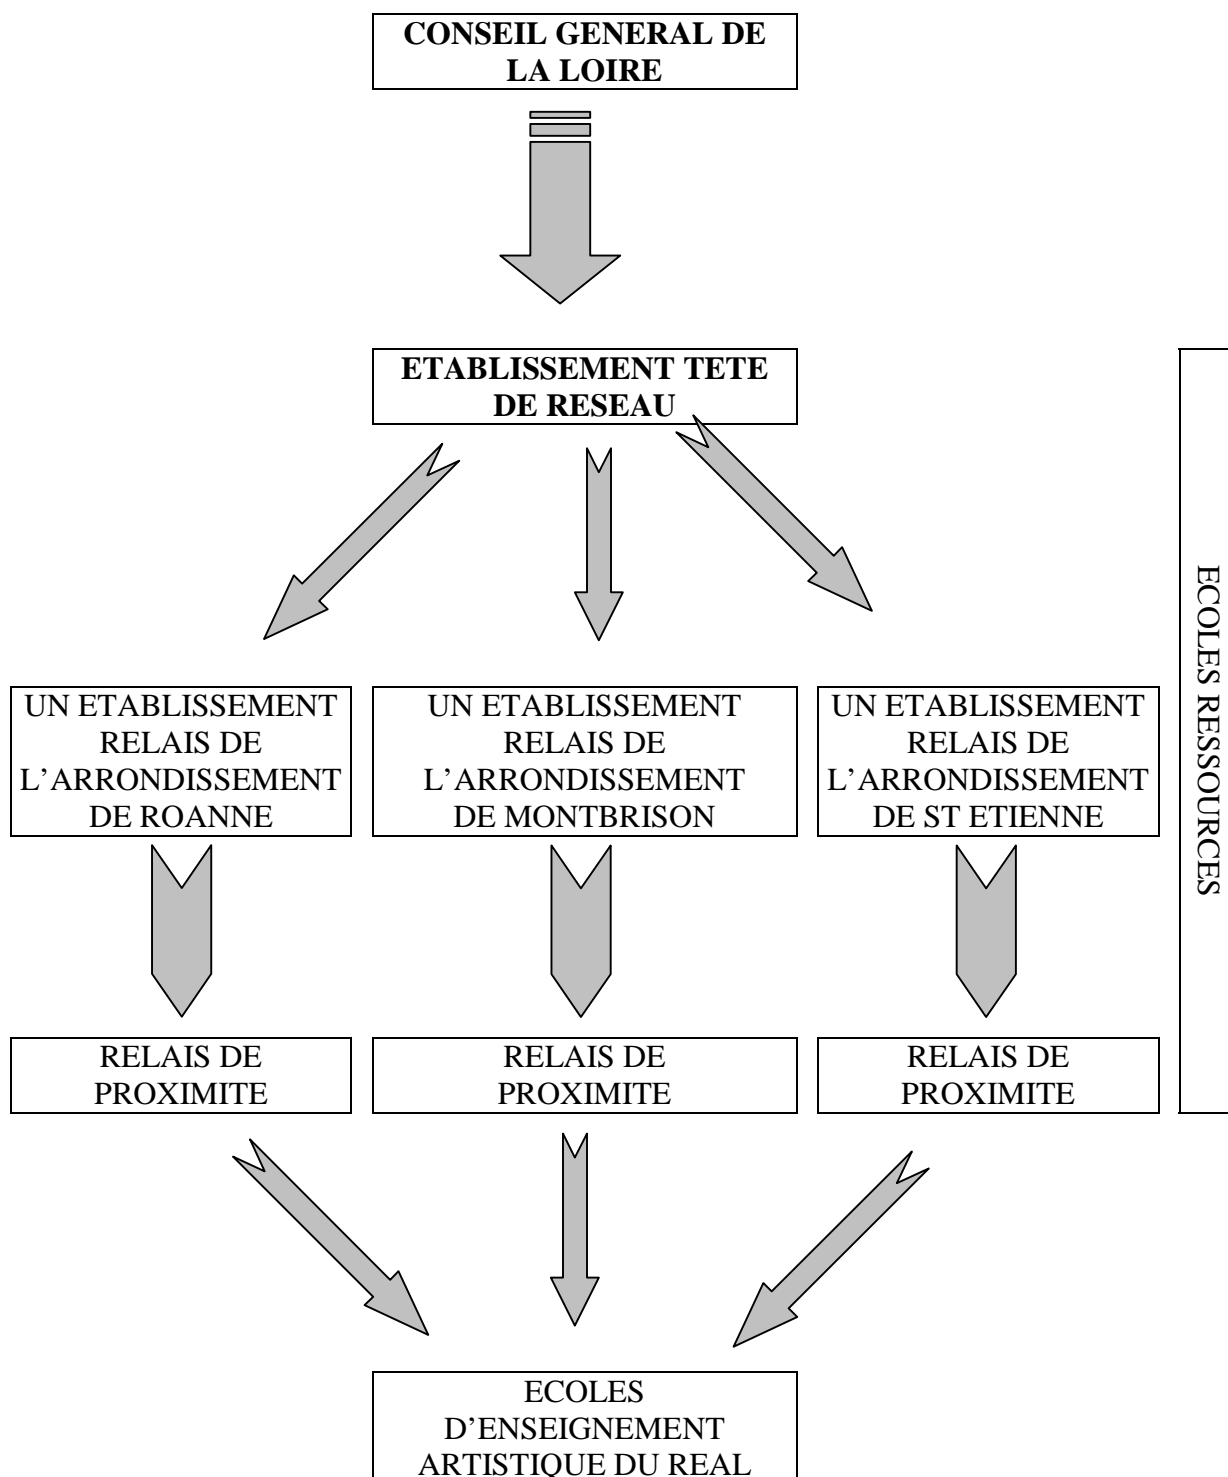 CONSEIL GENERAL DE
LA LOIRE
ETABLISSEMENT TETE
DE RESEAU
UN ETABLISSEMENT
RELAIS DE
L’ARRONDISSEMENT
DE ROANNE
UN ETABLISSEMENT
RELAIS DE
L’ARRONDISSEMENT
DE MONTBRISON
UN ETABLISSEMENT
RELAIS DE
L’ARRONDISSEMENT
DE ST ETIENNE
ECOLES RESSOURCES
RELAIS DE
PROXIMITE
RELAIS DE
PROXIMITE
RELAIS DE
PROXIMITE
ECOLES
D’ENSEIGNEMENT
ARTISTIQUE DU REAL